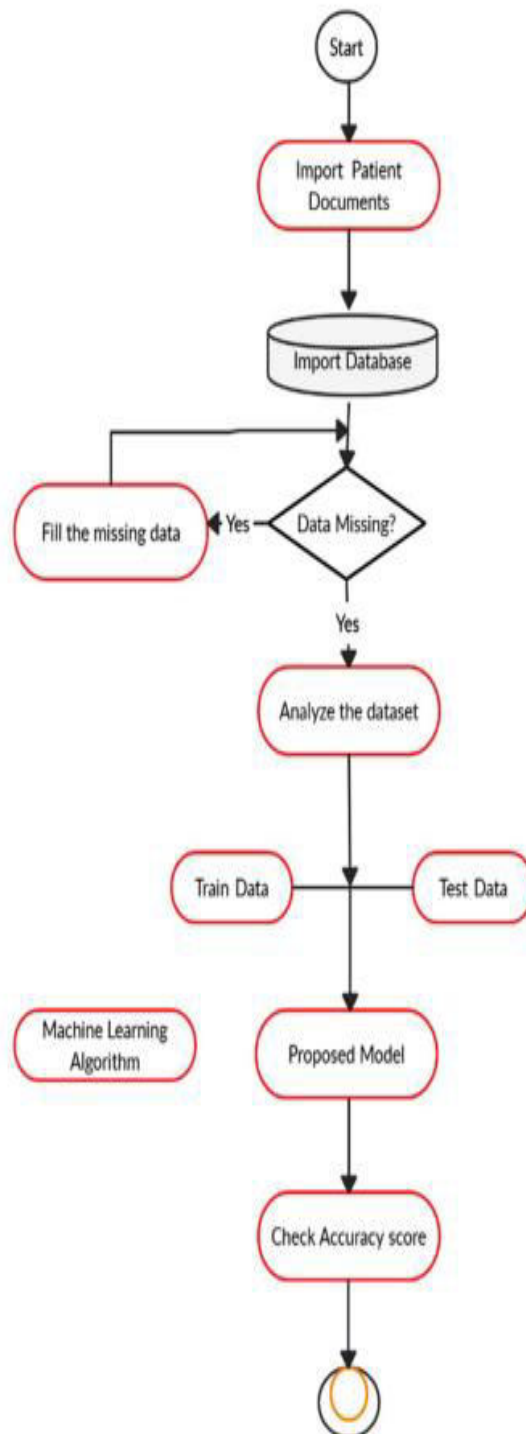 Start
Import Patient
Documents
Import Database
Fill the missing data
Yes
Data Missing?
Yes
Analyze the dataset
Train Data
Test Data
Machine Learning
Algorithm
Proposed Model
Check Accuracy score